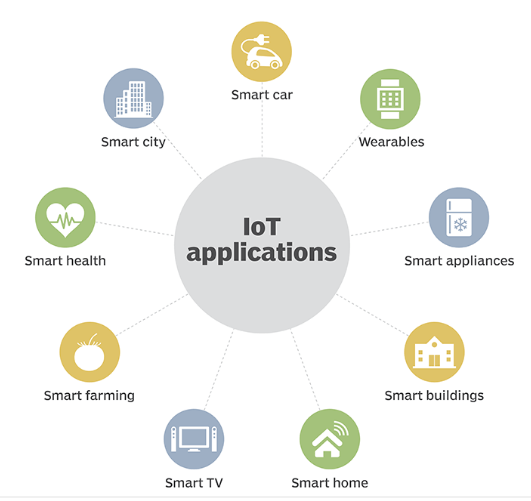 Smart car
Wearables
Smart city
IoT
applications
Smart health
Smart appliances
Smart farming
Smart buildings
Smart TV
Smart home